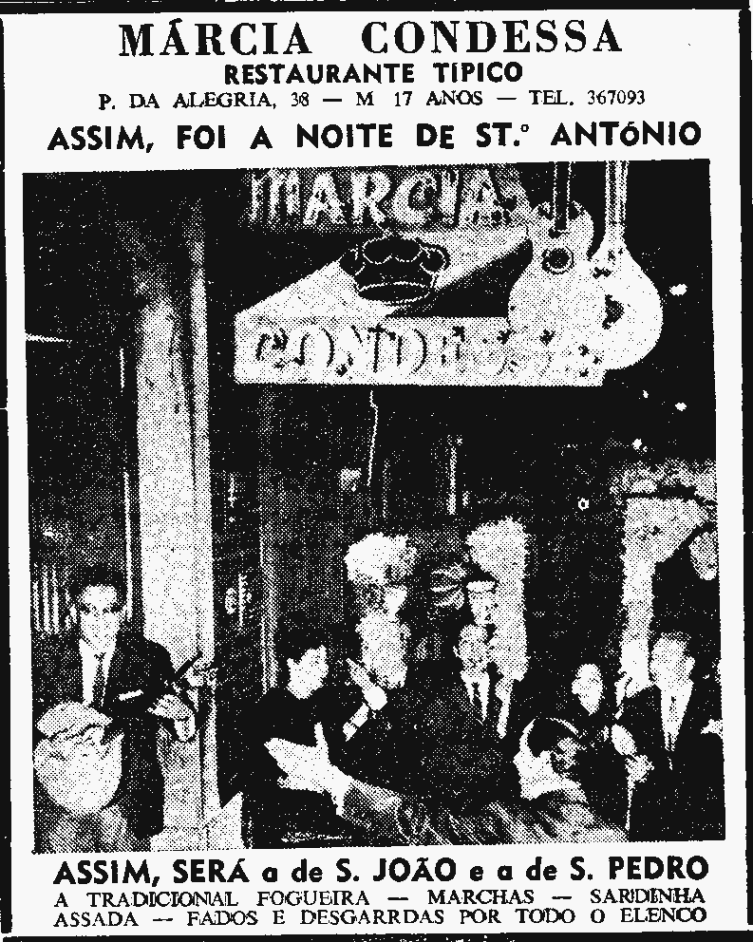 MÁRCIA CONDESSA
RESTAURANTE TÍPICO
P. DA ALEGRIA, 38 — M 17 ANOS — TEL. 367093
ASSIM, FOI A NOITE DE ST.º ANTÓNIO
MARCIA
CONDESSA
ASSIM, SERÁ a de S. JOÃO e a de S. PEDRO
A TRADICIONAL FOGUEIRA — MARCHAS — SARDINHA
ASSADA — FADOS E DESGARRDAS POR TODO O ELENCO